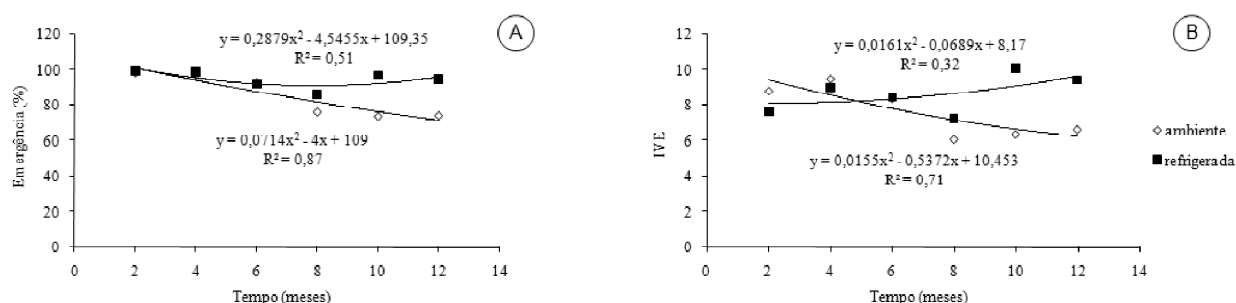 A
y = 0,2879x² - 4,5455x + 109,35
R² = 0,51
y = 0,0714x² - 4x + 109
R² = 0,87
Emergência (%)
120
100
80
60
40
20
0
0 2 4 6 8 10 12 14
Tempo (meses)
B
y = 0,0161x² - 0,0689x + 8,17
R² = 0,32
y = 0,0155x² - 0,5372x + 10,453
R² = 0,71
IVE
12
10
8
6
4
2
0
0 2 4 6 8 10 12 14
Tempo (meses)
ambiente
refrigerada